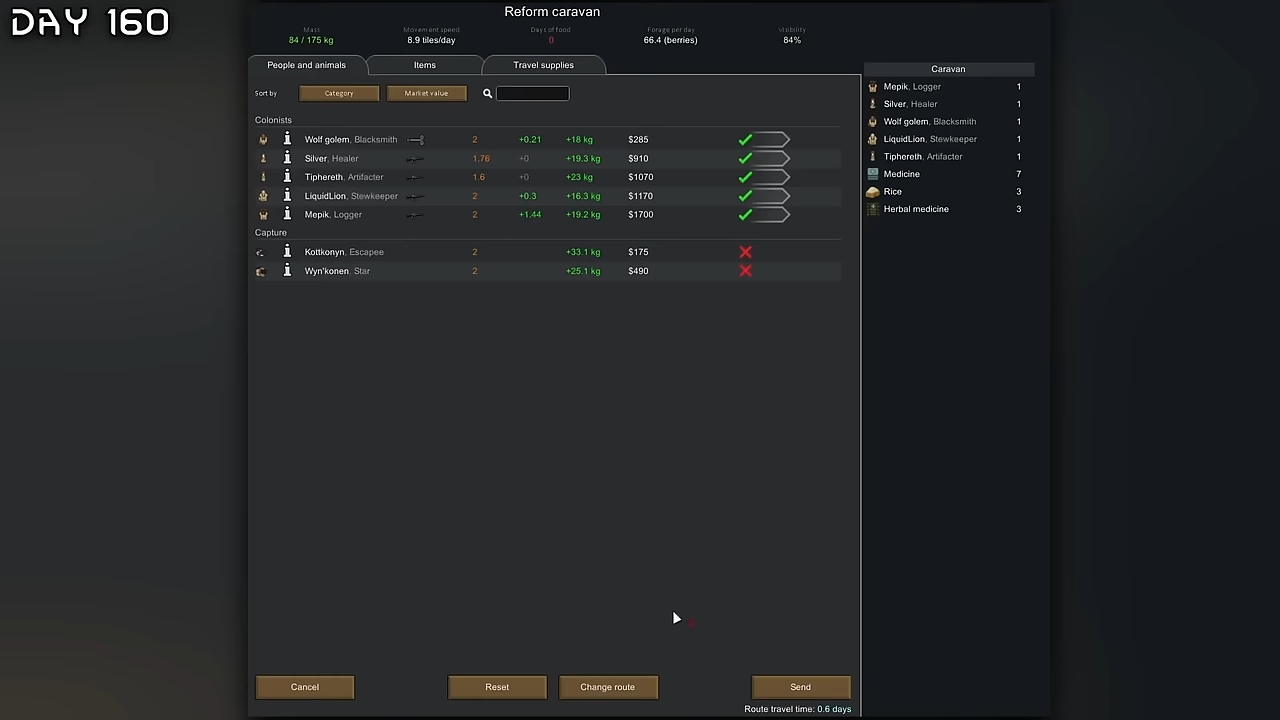 DAY 160
Reform caravan
Mass
84 / 175 kg
Movement speed
8.9 tiles/day
Days of food
0
Forage per day
66.4 (berries)
Visibility
84%
People and animals
Items
Travel supplies
Sort by
Category
Market value
Colonists
Wolf golem, Blacksmith 2 +0.21 +18 kg $285
Silver, Healer 1.76 +0 +19.3 kg $910
Tiphereth, Artifacter 1.6 +0 +23 kg $1070
LiquidLion, Stewkeeper 2 +0.3 +16.3 kg $1170
Mepik, Logger 2 +1.44 +19.2 kg $1700
Capture
Kottkonyn, Escapee 2 +33.1 kg $175
Wyn'konen, Star 2 +25.1 kg $490
Cancel
Reset
Change route
Send
Route travel time: 0.6 days
Caravan
Mepik, Logger 1
Silver, Healer 1
Wolf golem, Blacksmith 1
LiquidLion, Stewkeeper 1
Tiphereth, Artifacter 1
Medicine 7
Rice 3
Herbal medicine 3